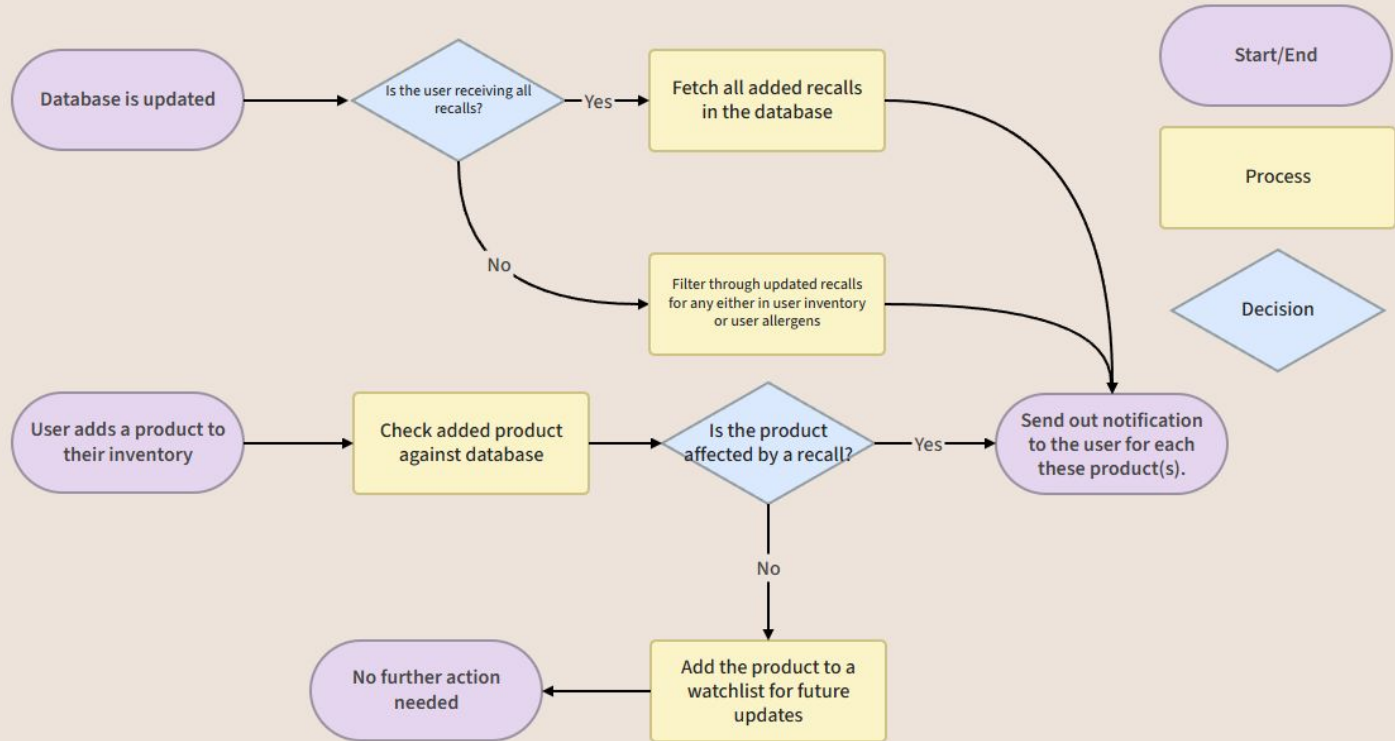 Database is updated
Is the user receiving all
recalls?
Yes
Fetch all added recalls
in the database
Start/End
Process
No
Filter through updated recalls
for any either in user inventory
or user allergens
Decision
User adds a product to
their inventory
Check added product
against database
Is the product
affected by a recall?
Yes
Send out notification
to the user for each
these product(s).
No
Add the product to a
watchlist for future
updates
No further action
needed